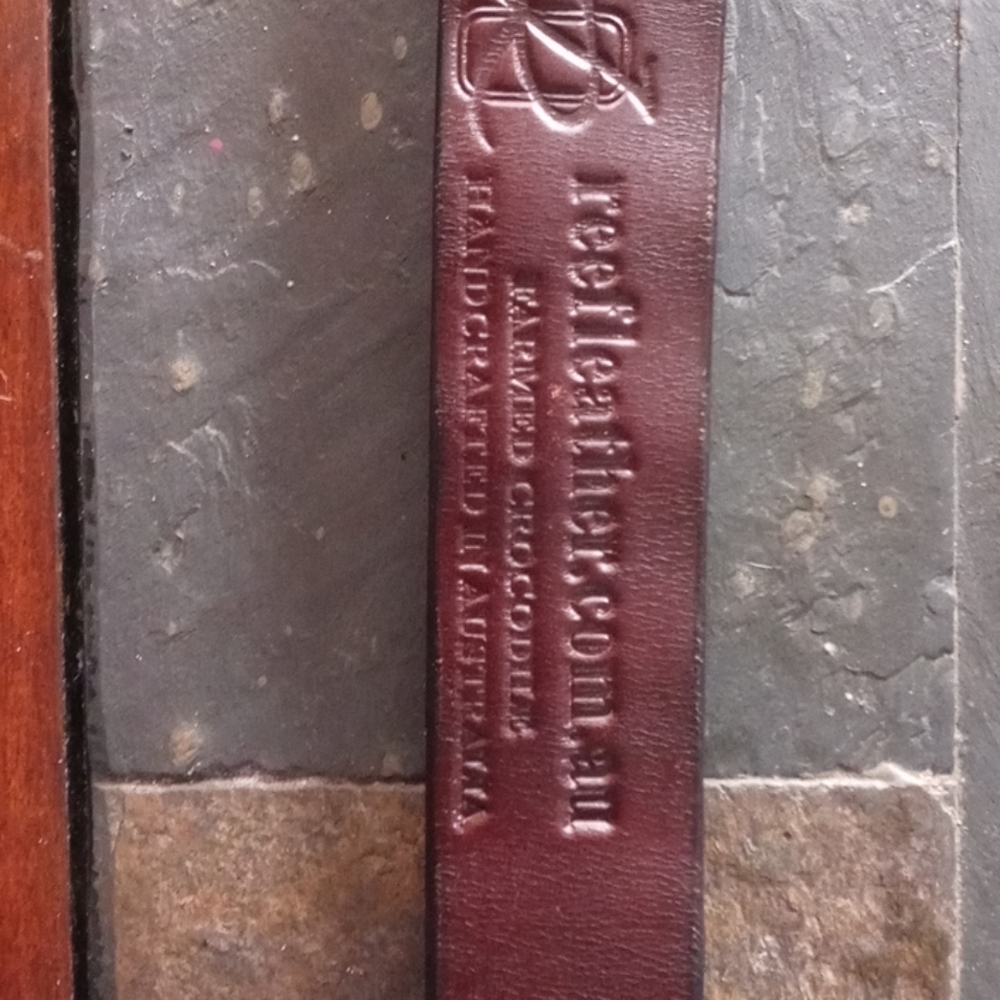 reefleather.com.au
FARMED CROCODILE
HANDCRAFTED IN AUSTRALIA